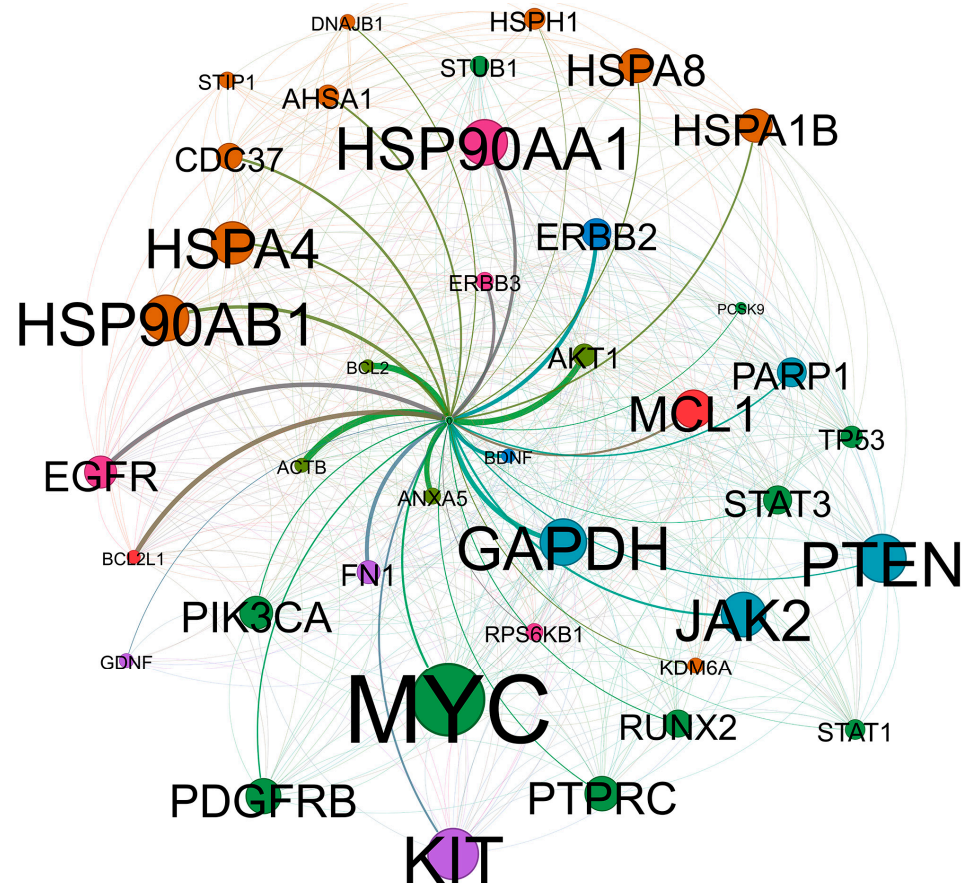 DNAJB1
HSPH1
STUB1
HSPA8
STIP1
AHSA1
HSPA1B
HSP90AA1
CDC37
ERBB2
HSPA4
ERBB3
PCSK9
HSP90AB1
BCL2
AKT1
PARP1
MCL1
TP53
BDNF
ACTB
EGFR
ANXA5
STAT3
GAPDH
PTEN
BCL2L1
FN1
PIK3CA
JAK2
RPS6KB1
GDNF
KDM6A
MYC
RUNX2
STAT1
PDGFRB
PTPRC
KIT